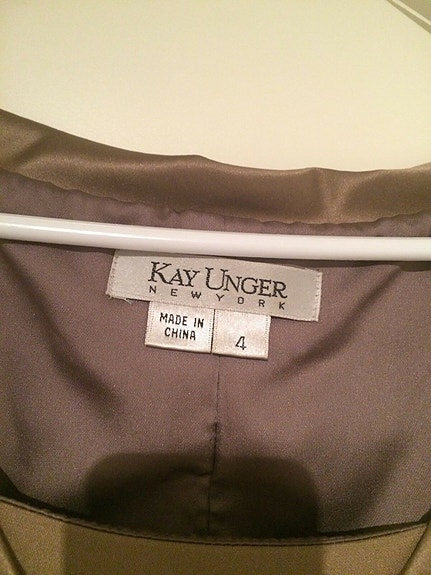 KAY UNGER
NEW YORK
MADE IN
CHINA
4